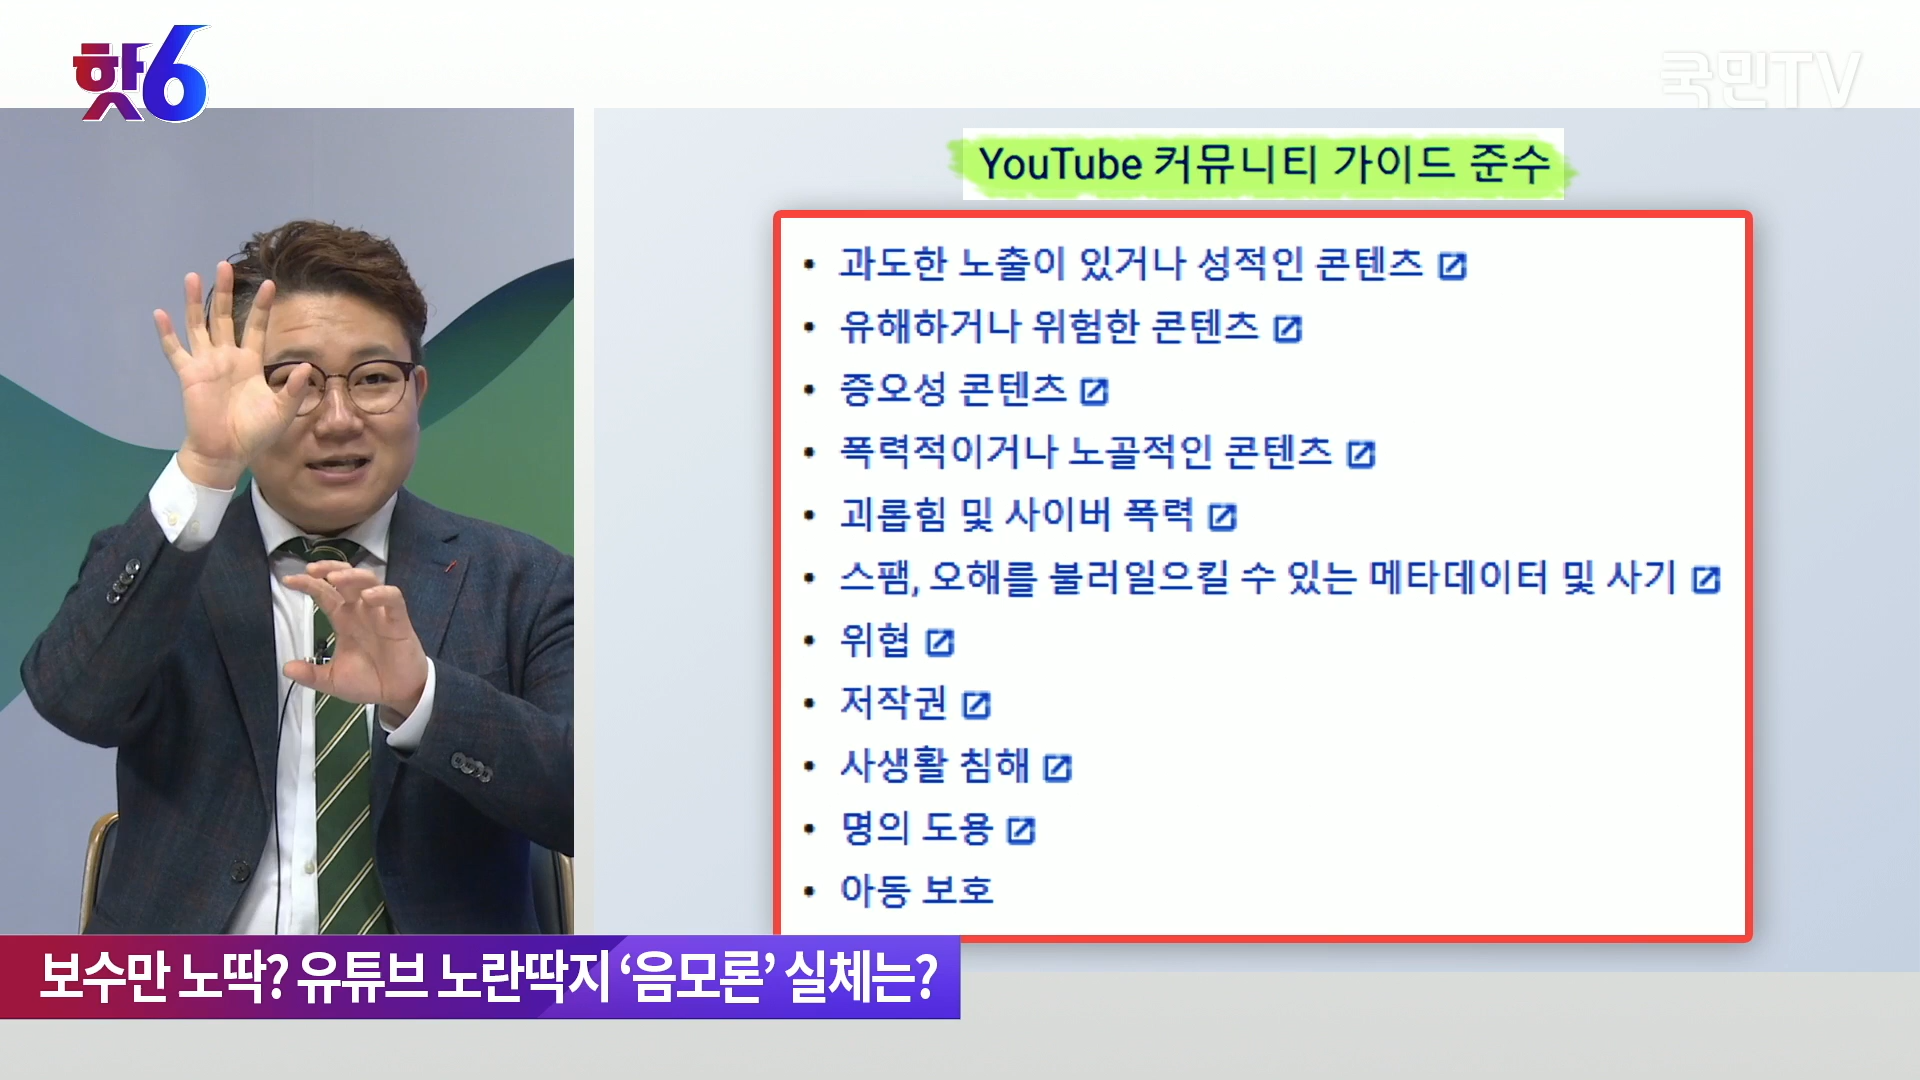 핫6
국민TV
YouTube 커뮤니티 가이드 준수
• 과도한 노출이 있거나 성적인 콘텐츠
• 유해하거나 위험한 콘텐츠
• 증오성 콘텐츠
• 폭력적이거나 노골적인 콘텐츠
• 괴롭힘 및 사이버 폭력
• 스팸, 오해를 불러일으킬 수 있는 메타데이터 및 사기
• 위협
• 저작권
• 사생활 침해
• 명의 도용
• 아동 보호
보수만 노딱? 유튜브 노란딱지 ‘음모론’ 실체는?